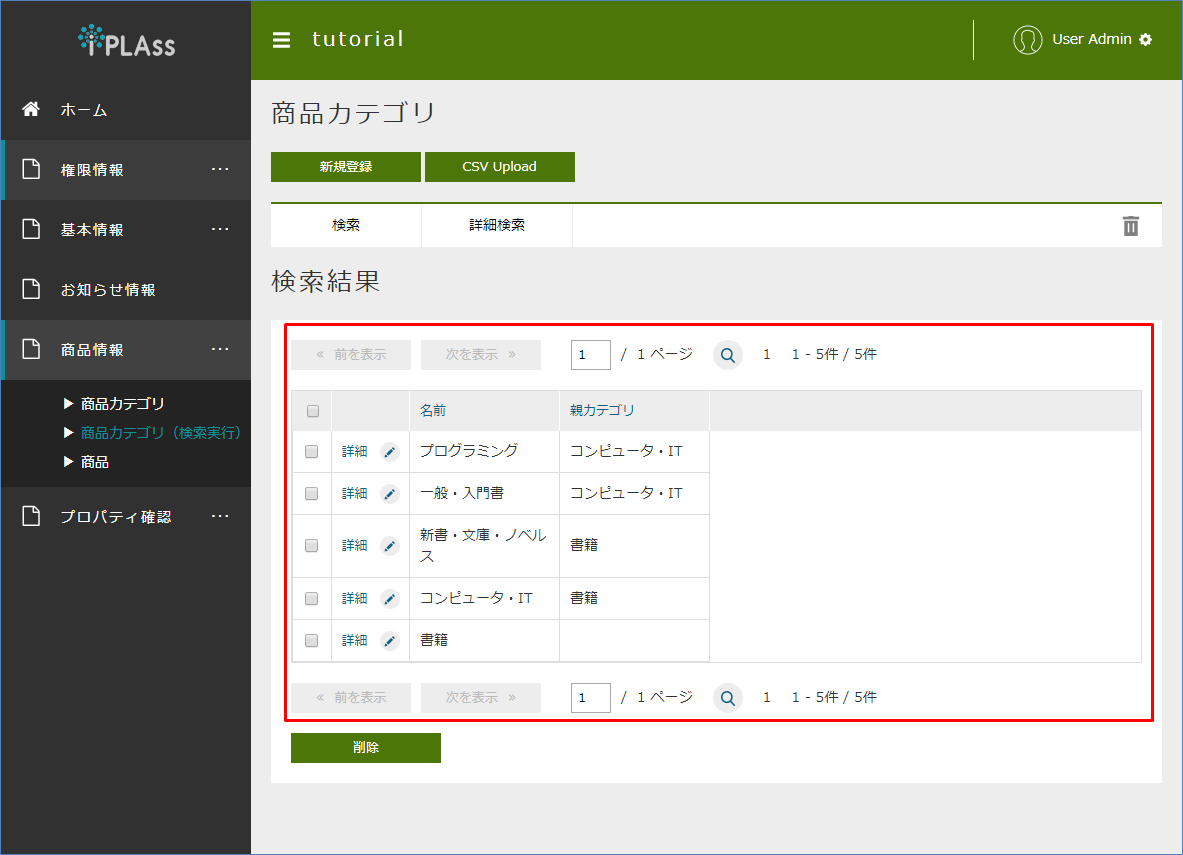 iPLAss
tutorial
User Admin
ホーム
権限情報 ...
基本情報 ...
お知らせ情報
商品情報 ...
▶ 商品カテゴリ
▶ 商品カテゴリ（検索実行）
▶ 商品
プロパティ確認 ...
商品カテゴリ
新規登録 CSV Upload
検索 詳細検索
検索結果
« 前を表示 次を表示 » 1 / 1 ページ 1 1 - 5件 / 5件
名前 親カテゴリ
詳細 プログラミング コンピュータ・IT
詳細 一般・入門書 コンピュータ・IT
詳細 新書・文庫・ノベル
ス 書籍
詳細 コンピュータ・IT 書籍
詳細 書籍
« 前を表示 次を表示 » 1 / 1 ページ 1 1 - 5件 / 5件
削除